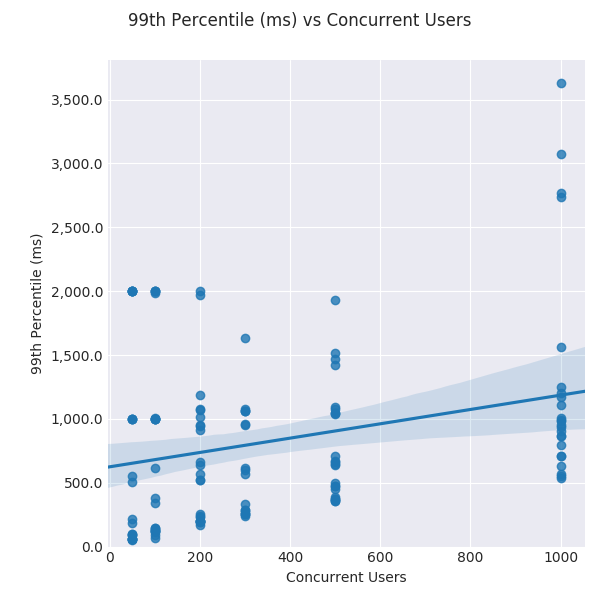 99th Percentile (ms) vs Concurrent Users
3,500.0
3,000.0
2,500.0
2,000.0
1,500.0
1,000.0
500.0
0.0
99th Percentile (ms)
0 200 400 600 800 1000
Concurrent Users